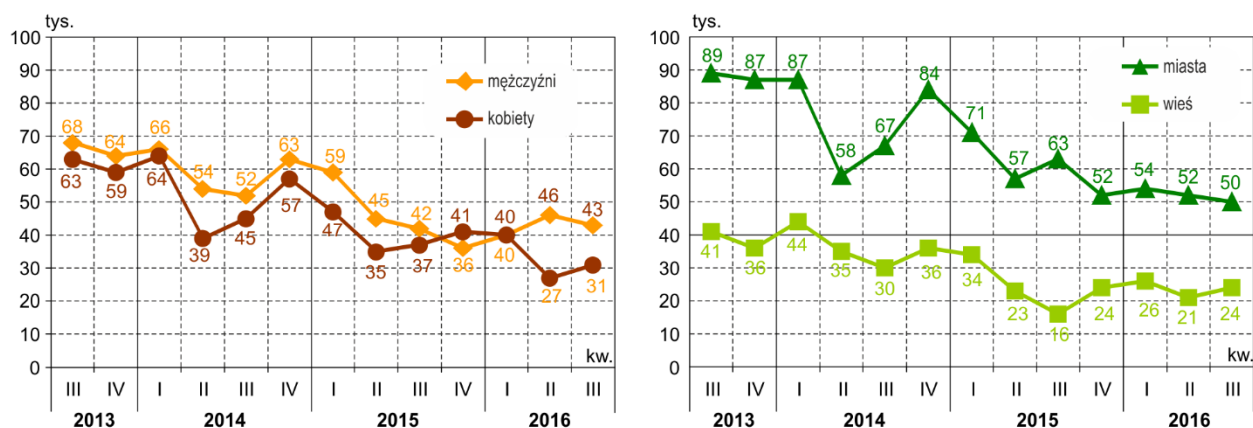 tys.
100
90
80
70
60
50
40
30
20
10
0
mężczyźni
kobiety
68 64 66 54 52 63 59 45 42 36 40 46 43
63 59 64 39 45 57 47 35 37 41 40 27 31
kw.
III IV I II III IV I II III IV I II III
2013 2014 2015 2016
tys.
100
90
80
70
60
50
40
30
20
10
0
miasta
wieś
89 87 87 58 67 84 71 57 63 52 54 52 50
41 36 44 35 30 36 34 23 16 24 26 21 24
kw.
III IV I II III IV I II III IV I II III
2013 2014 2015 2016